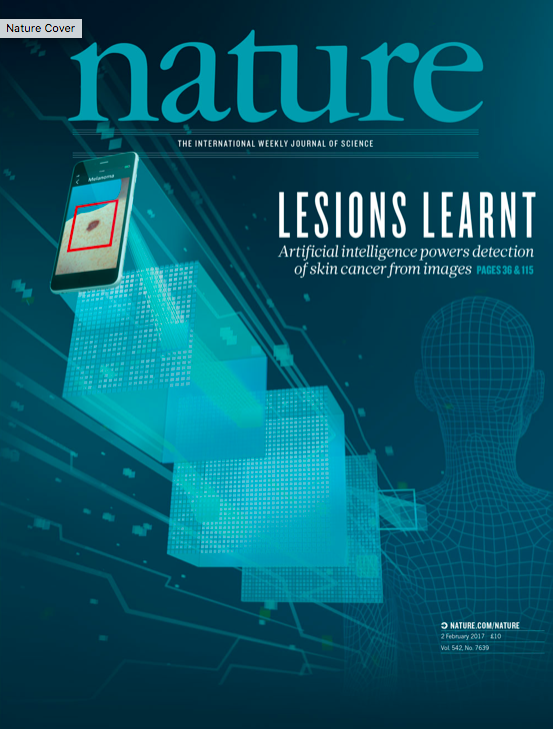 Nature Cover
nature
THE INTERNATIONAL WEEKLY JOURNAL OF SCIENCE
Melanoma
LESIONS LEARNT
Artificial intelligence powers detection
of skin cancer from images PAGES 36 & 115
NATURE.COM/NATURE
2 February 2017 £10
Vol. 542, No. 7639